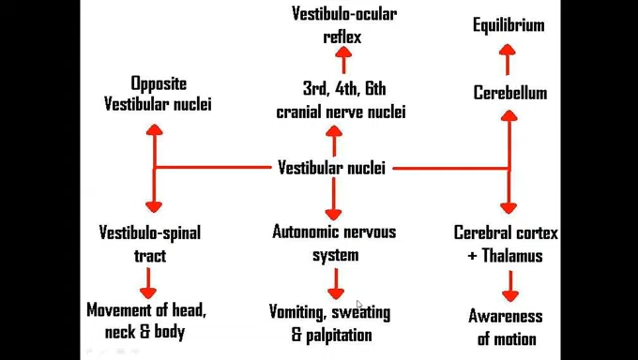 Vestibulo-ocular
reflex
Equilibrium
Opposite
Vestibular nuclei
3rd, 4th, 6th
cranial nerve nuclei
Cerebellum
Vestibular nuclei
Vestibulo-spinal
tract
Autonomic nervous
system
Cerebral cortex
+ Thalamus
Movement of head,
neck & body
Vomiting, sweating
& palpitation
Awareness
of motion